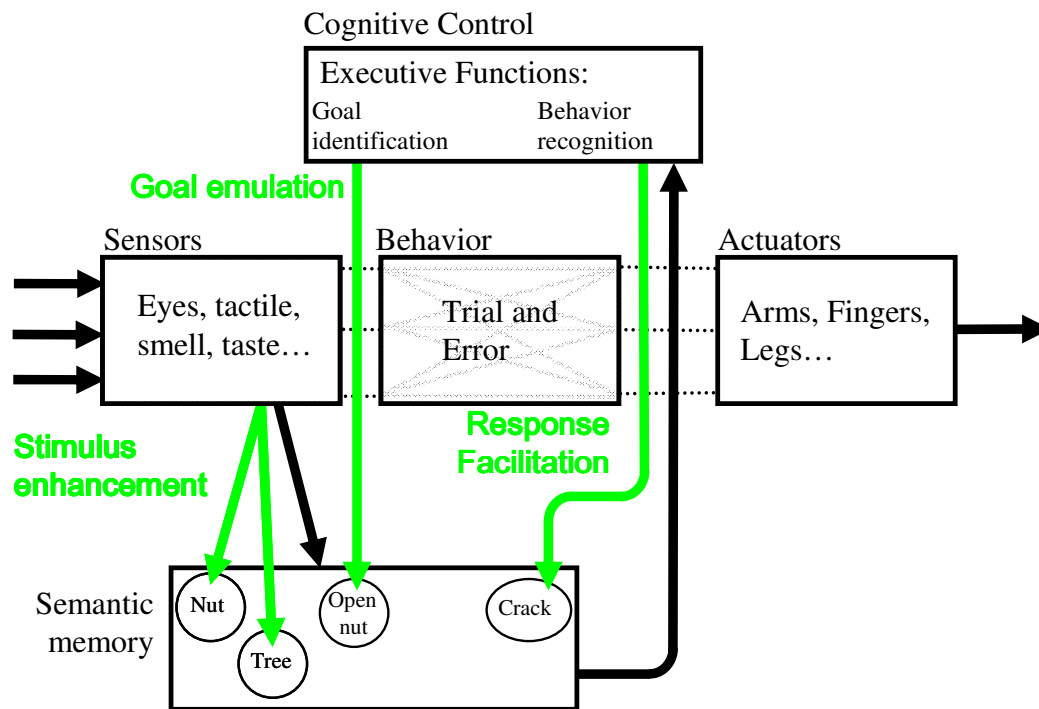 Cognitive Control
Executive Functions:
Goal
identification
Behavior
recognition
Goal emulation
Sensors
Behavior
Actuators
Eyes, tactile,
smell, taste…
Trial and
Error
Arms, Fingers,
Legs…
Stimulus
enhancement
Response
Facilitation
Semantic
memory
Nut
Tree
Open
nut
Crack